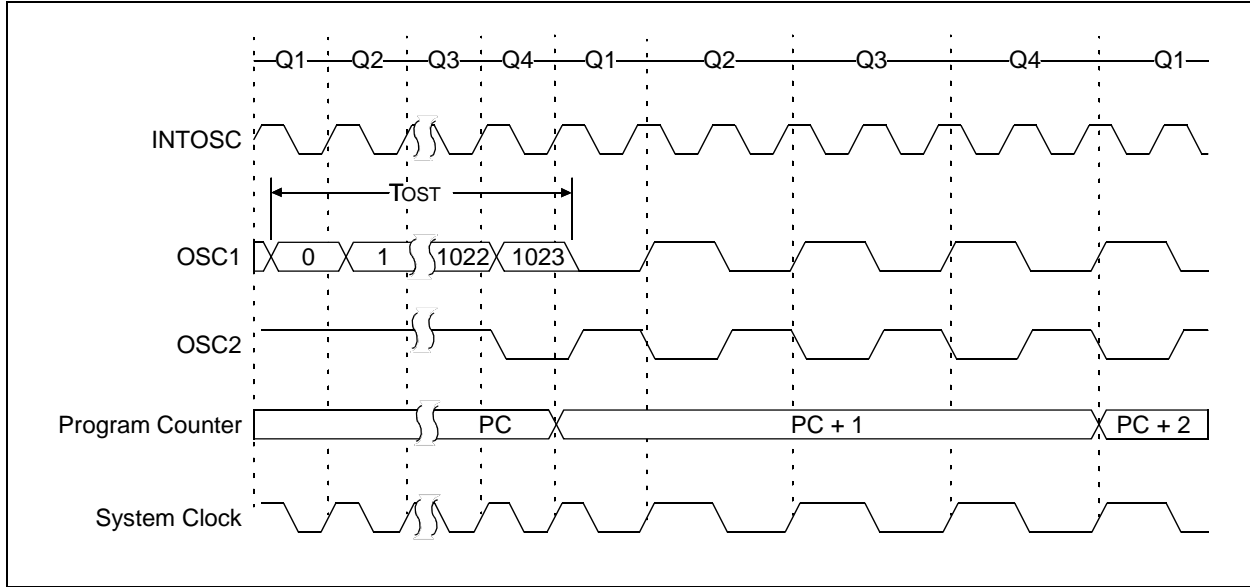 Q1 Q2 Q3 Q4 Q1 Q2 Q3 Q4 Q1
INTOSC
TOST
OSC1 0 1 1022 1023
OSC2
Program Counter PC PC + 1 PC + 2
System Clock